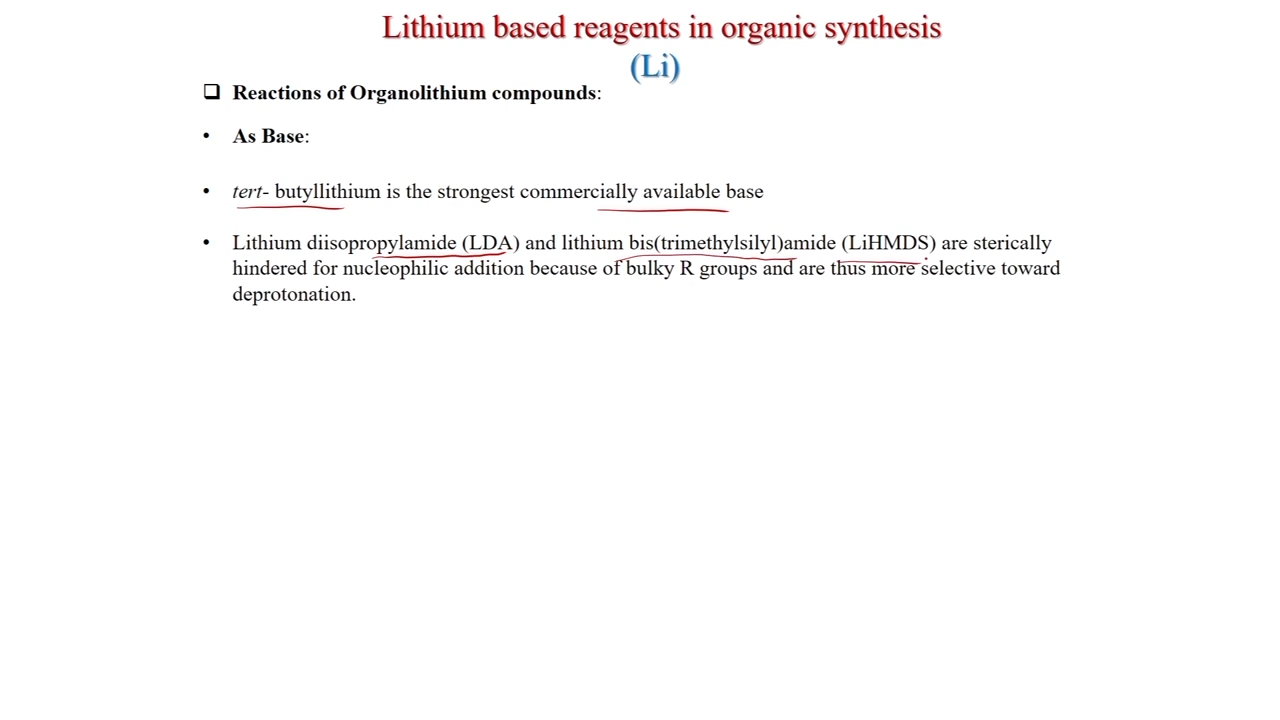 Lithium based reagents in organic synthesis
(Li)
❑ Reactions of Organolithium compounds:
• As Base:
• tert- butyllithium is the strongest commercially available base
• Lithium diisopropylamide (LDA) and lithium bis(trimethylsilyl)amide (LiHMDS) are sterically
hindered for nucleophilic addition because of bulky R groups and are thus more selective toward
deprotonation.